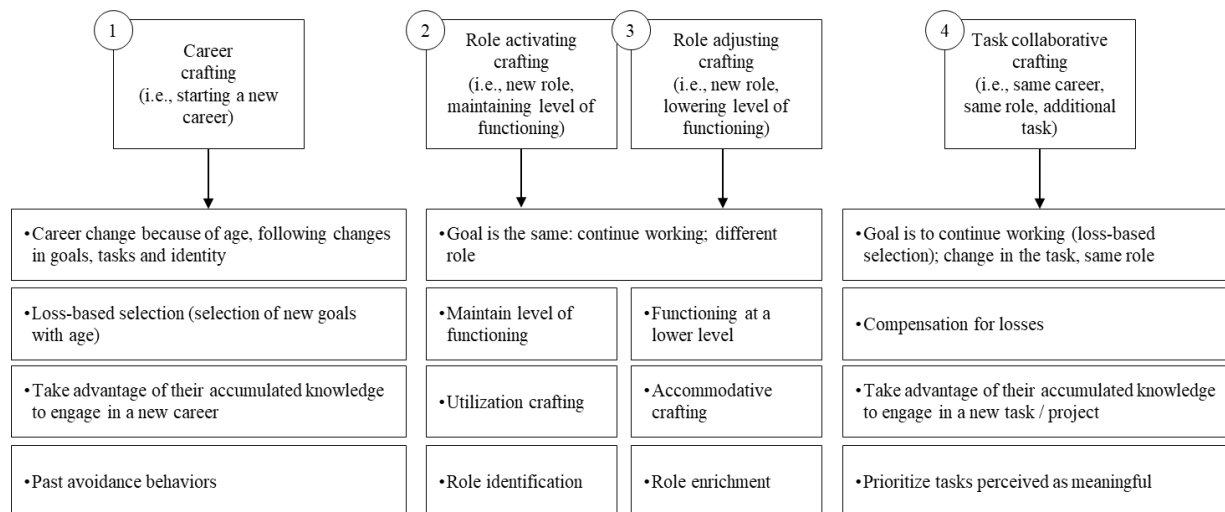 1
Career
crafting
(i.e., starting a new
career)
2
Role activating
crafting
(i.e., new role,
maintaining level of
functioning)
3
Role adjusting
crafting
(i.e., new role,
lowering level of
functioning)
4
Task collaborative
crafting
(i.e., same career,
same role, additional
task)
•Career change because of age, following changes
in goals, tasks and identity
•Goal is the same: continue working; different
role
•Goal is to continue working (loss-based
selection); change in the task, same role
•Loss-based selection (selection of new goals
with age)
•Maintain level of
functioning
•Functioning at a
lower level
•Compensation for losses
•Take advantage of their accumulated knowledge
to engage in a new career
•Utilization crafting
•Accommodative
crafting
•Take advantage of their accumulated knowledge
to engage in a new task / project
•Past avoidance behaviors
•Role identification
•Role enrichment
•Prioritize tasks perceived as meaningful